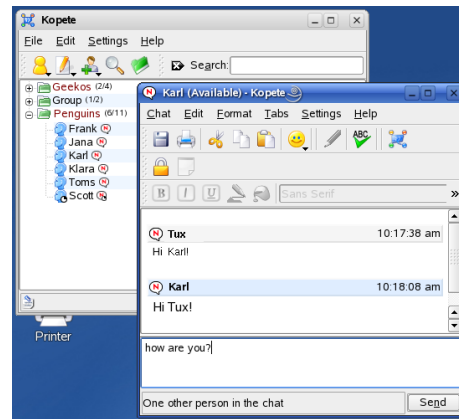 Kopete
File Edit Settings Help
Search:
Geekos (2/4)
Group (1/2)
Penguins (6/11)
Frank
Jana
Karl
Klara
Toms
Scott
Printer
Karl (Available) - Kopete
Chat Edit Format Tabs Settings Help
ABC
B I U Sans Serif »
N Tux 10:17:38 am
Hi Karl!
N Karl 10:18:08 am
Hi Tux!
how are you?
One other person in the chat Send